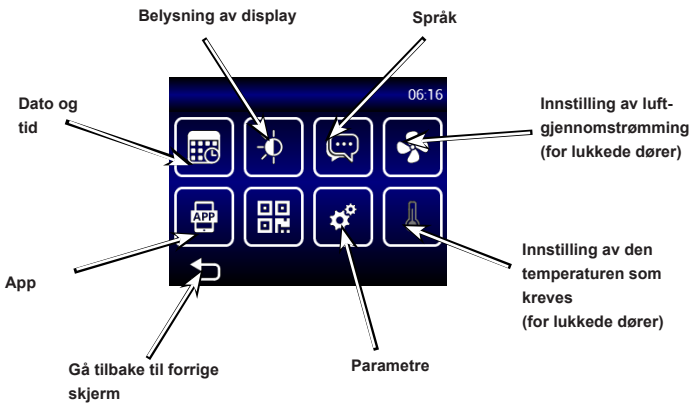 Belysning av display
Språk
Dato og
tid
06:16
Innstilling av luft-
gjennomstrømming
(for lukkede dører)
APP
App
Innstilling av den
temperaturen som
kreves
(for lukkede dører)
Gå tilbake til forrige
skjerm
Parametre